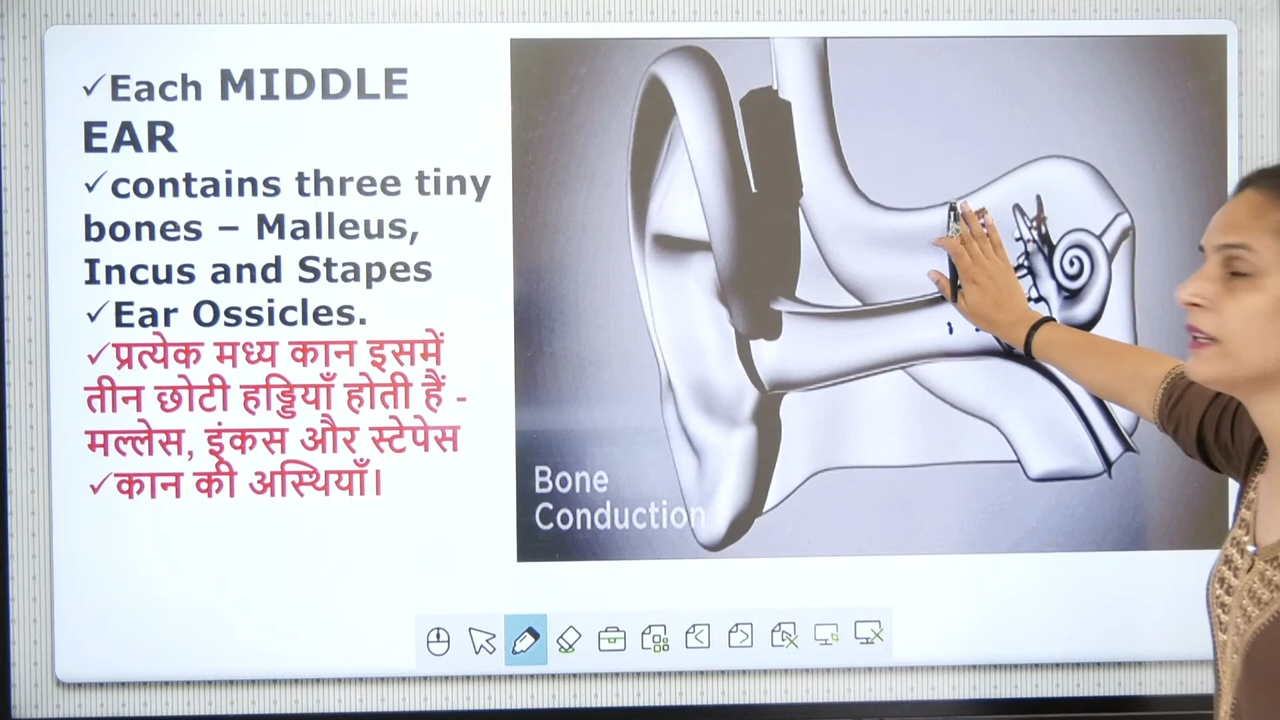 ✓Each MIDDLE
EAR
✓contains three tiny
bones – Malleus,
Incus and Stapes
✓Ear Ossicles.
✓प्रत्येक मध्य कान इसमें
तीन छोटी हड्डियाँ होती हैं -
मल्लेस, इंकस और स्टेपेस
✓कान की अस्थियाँ।
Bone
Conduction